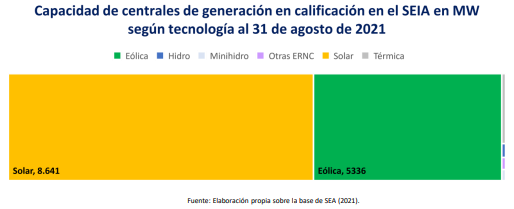 Capacidad de centrales de generación en calificación en el SEIA en MW
según tecnología al 31 de agosto de 2021
Eólica Hidro Minihidro Otras ERNC Solar Térmica
Solar, 8.641 Eólica, 5336
Fuente: Elaboración propia sobre la base de SEA (2021).